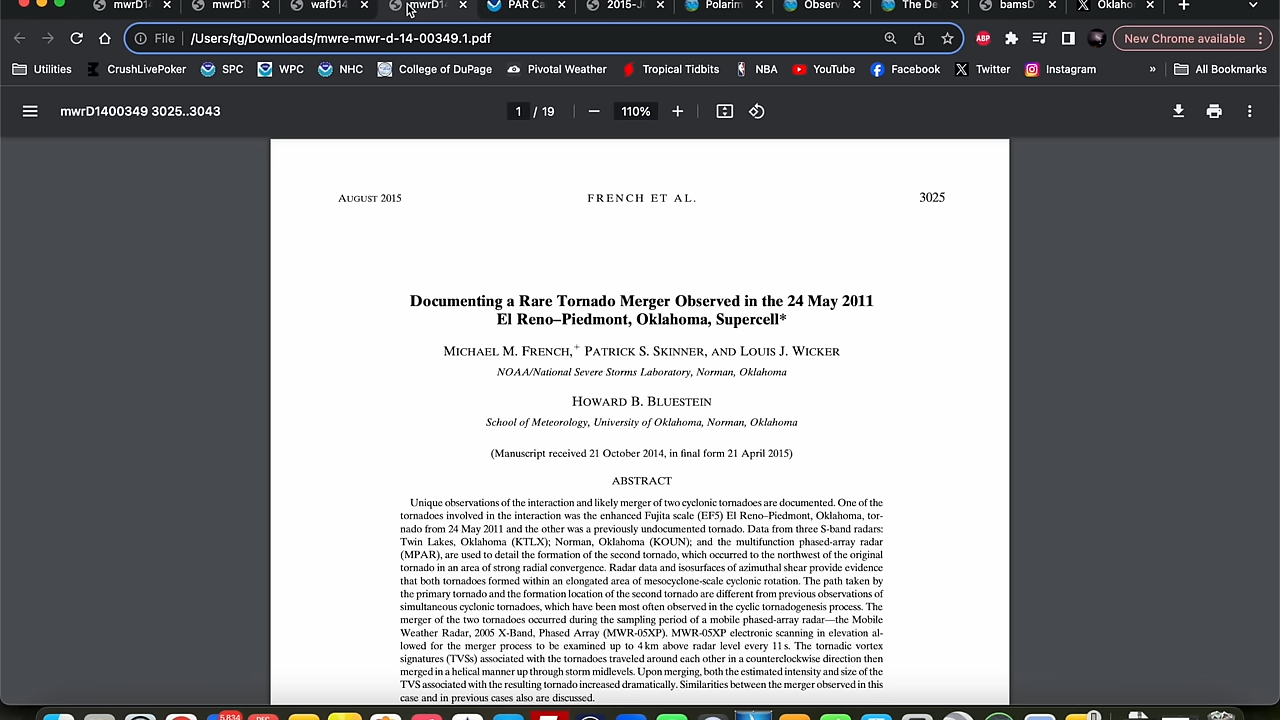 mwrD1
mwrD1
wafD14
mwrD14
PAR Ca
2015-J
Polarim
Observ
The De
bamsD
Oklaho
File
/Users/tg/Downloads/mwre-mwr-d-14-00349.1.pdf
ABP
New Chrome available
Utilities
CrushLivePoker
SPC
WPC
NHC
College of DuPage
Pivotal Weather
Tropical Tidbits
NBA
YouTube
Facebook
Twitter
Instagram
»
All Bookmarks
mwrD1400349 3025..3043
1 / 19
110%
AUGUST 2015
FRENCH ET AL.
3025
Documenting a Rare Tornado Merger Observed in the 24 May 2011
El Reno–Piedmont, Oklahoma, Supercell*
MICHAEL M. FRENCH,+ PATRICK S. SKINNER, AND LOUIS J. WICKER
NOAA/National Severe Storms Laboratory, Norman, Oklahoma
HOWARD B. BLUESTEIN
School of Meteorology, University of Oklahoma, Norman, Oklahoma
(Manuscript received 21 October 2014, in final form 21 April 2015)
ABSTRACT
Unique observations of the interaction and likely merger of two cyclonic tornadoes are documented. One of the
tornadoes involved in the interaction was the enhanced Fujita scale (EF5) El Reno–Piedmont, Oklahoma, tor-
nado from 24 May 2011 and the other was a previously undocumented tornado. Data from three S-band radars:
Twin Lakes, Oklahoma (KTLX); Norman, Oklahoma (KOUN); and the multifunction phased-array radar
(MPAR), are used to detail the formation of the second tornado, which occurred to the northwest of the original
tornado in an area of strong radial convergence. Radar data and isosurfaces of azimuthal shear provide evidence
that both tornadoes formed within an elongated area of mesocyclone-scale cyclonic rotation. The path taken by
the primary tornado and the formation location of the second tornado are different from previous observations of
simultaneous cyclonic tornadoes, which have been most often observed in the cyclic tornadogenesis process. The
merger of the two tornadoes occurred during the sampling period of a mobile phased-array radar—the Mobile
Weather Radar, 2005 X-Band, Phased Array (MWR-05XP). MWR-05XP electronic scanning in elevation al-
lowed for the merger process to be examined up to 4 km above radar level every 11 s. The tornadic vortex
signatures (TVSs) associated with the tornadoes traveled around each other in a counterclockwise direction then
merged in a helical manner up through storm midlevels. Upon merging, both the estimated intensity and size of the
TVS associated with the resulting tornado increased dramatically. Similarities between the merger observed in this
case and in previous cases also are discussed.
5,834
DEC